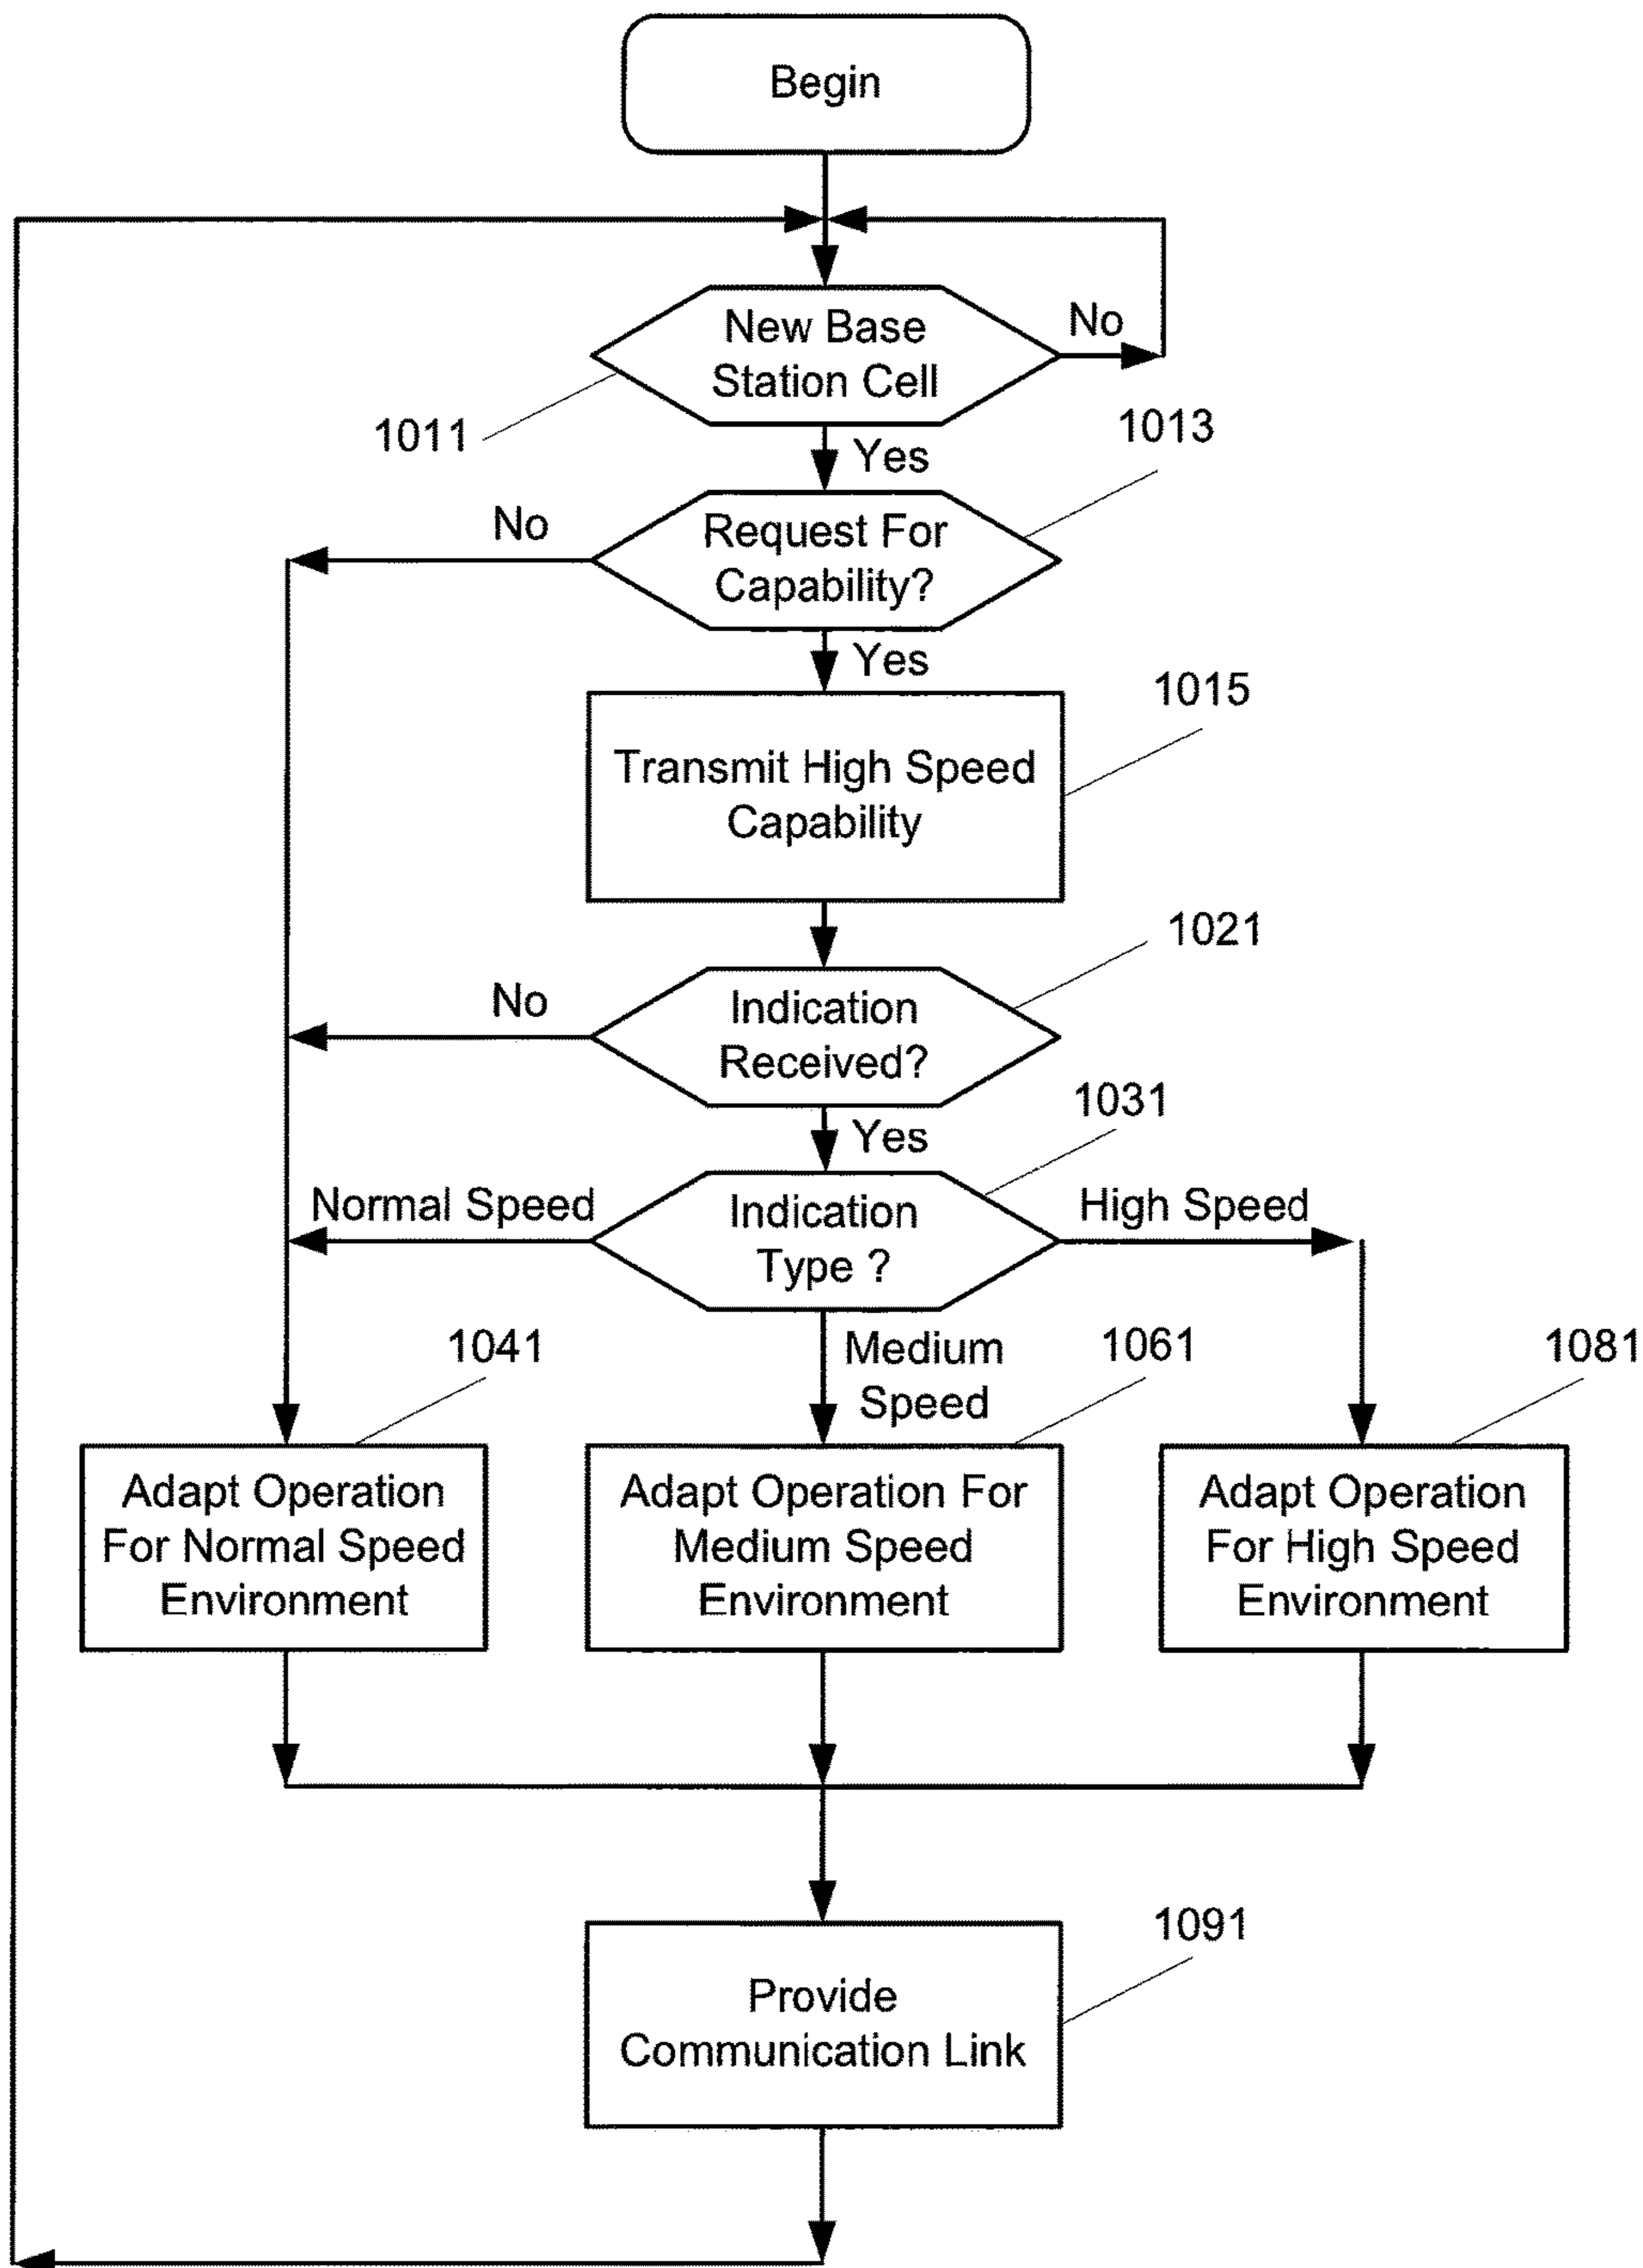 Begin
New Base
Station Cell
No
1011
1013
Yes
Request For
Capability?
No
Yes
1015
Transmit High Speed
Capability
1021
No
Indication
Received?
1031
Yes
Normal Speed
Indication
Type ?
High Speed
1041
Medium
Speed
1061
1081
Adapt Operation
For Normal Speed
Environment
Adapt Operation For
Medium Speed
Environment
Adapt Operation
For High Speed
Environment
1091
Provide
Communication Link